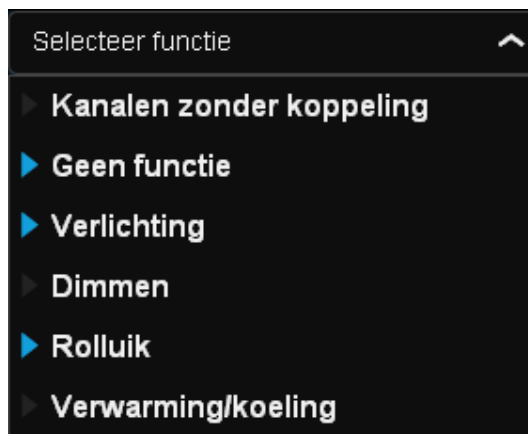 Selecteer functie
Kanalen zonder koppeling
Geen functie
Verlichting
Dimmen
Rolluik
Verwarming/koeling